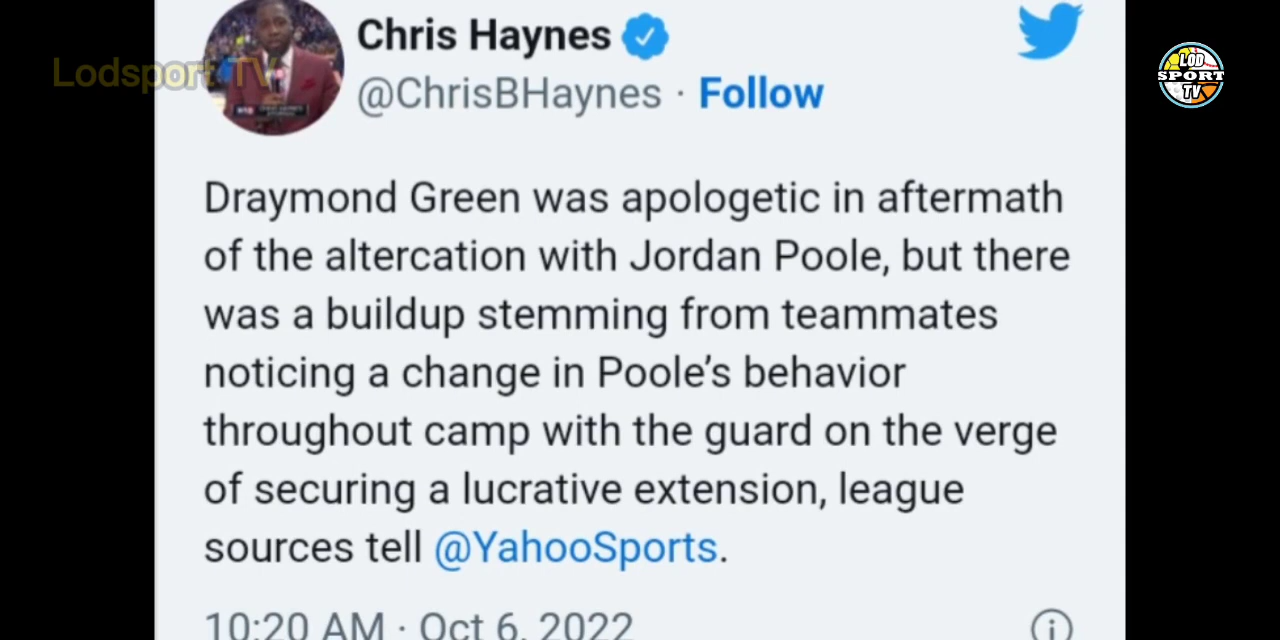 Chris Haynes
Lodsport TV
@ChrisBHaynes · Follow
LOD
SPORT
TV
Draymond Green was apologetic in aftermath
of the altercation with Jordan Poole, but there
was a buildup stemming from teammates
noticing a change in Poole’s behavior
throughout camp with the guard on the verge
of securing a lucrative extension, league
sources tell @YahooSports.
10:20 AM · Oct 6, 2022